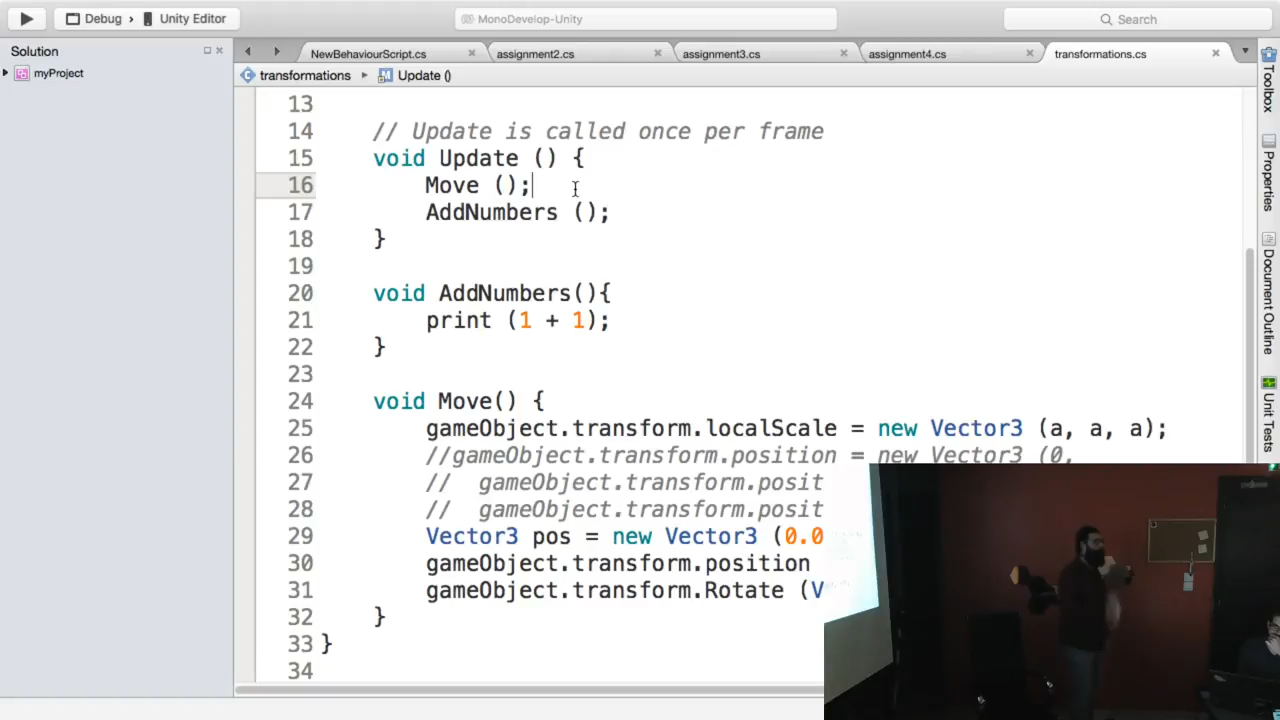 Debug › Unity Editor
MonoDevelop-Unity
Search
Solution
NewBehaviourScript.cs
assignment2.cs
assignment3.cs
assignment4.cs
transformations.cs
myProject
transformations
Update ()
13
14 // Update is called once per frame
15 void Update () {
16 Move ();
17 AddNumbers ();
18 }
19
20 void AddNumbers(){
21 print (1 + 1);
22 }
23
24 void Move() {
25 gameObject.transform.localScale = new Vector3 (a, a, a);
26 //gameObject.transform.position = new Vector3 (0,
27 // gameObject.transform.posit
28 // gameObject.transform.posit
29 Vector3 pos = new Vector3 (0.0
30 gameObject.transform.position
31 gameObject.transform.Rotate (V
32 }
33 }
34
Toolbox
Properties
Document Outline
Unit Tests